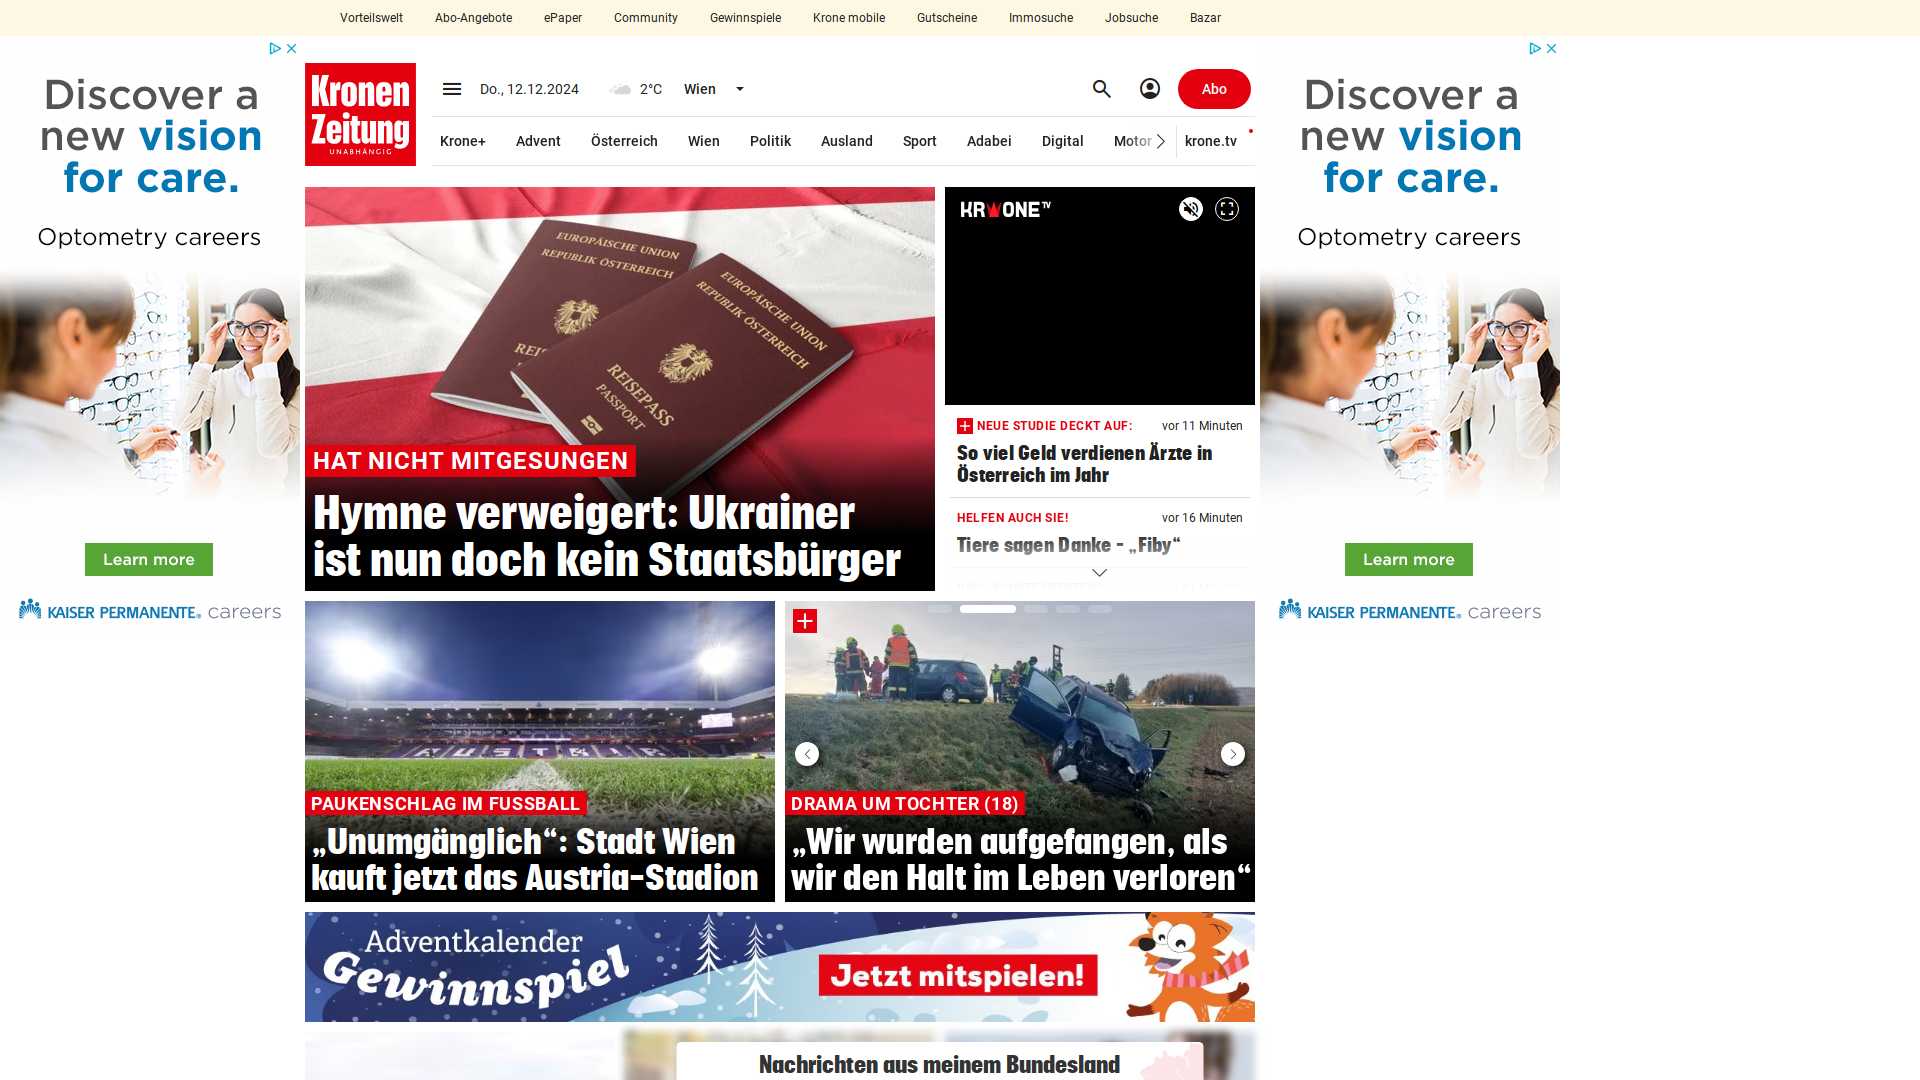 Vorteilswelt Abo-Angebote ePaper Community Gewinnspiele Krone mobile Gutscheine Immosuche Jobsuche Bazar
Discover a
new vision
for care.
Optometry careers
Learn more
KAISER PERMANENTE® careers
Kronen
Zeitung
UNABHÄNGIG
Do., 12.12.2024 2°C Wien
Abo
Krone+ Advent Österreich Wien Politik Ausland Sport Adabei Digital Motor krone.tv
EUROPÄISCHE UNION
REPUBLIK ÖSTERREICH
EUROPÄISCHE UNION
REPUBLIK ÖSTERREICH
REISEPASS
PASSPORT
HAT NICHT MITGESUNGEN
Hymne verweigert: Ukrainer
ist nun doch kein Staatsbürger
KRONE TV
NEUE STUDIE DECKT AUF: vor 11 Minuten
So viel Geld verdienen Ärzte in
Österreich im Jahr
HELFEN AUCH SIE! vor 16 Minuten
Tiere sagen Danke – „Fiby“
AUSTRIA
PAUKENSCHLAG IM FUSSBALL
„Unumgänglich“: Stadt Wien
kauft jetzt das Austria-Stadion
DRAMA UM TOCHTER (18)
„Wir wurden aufgefangen, als
wir den Halt im Leben verloren“
Adventkalender
Gewinnspiel
Jetzt mitspielen!
Nachrichten aus meinem Bundesland
Discover a
new vision
for care.
Optometry careers
Learn more
KAISER PERMANENTE® careers